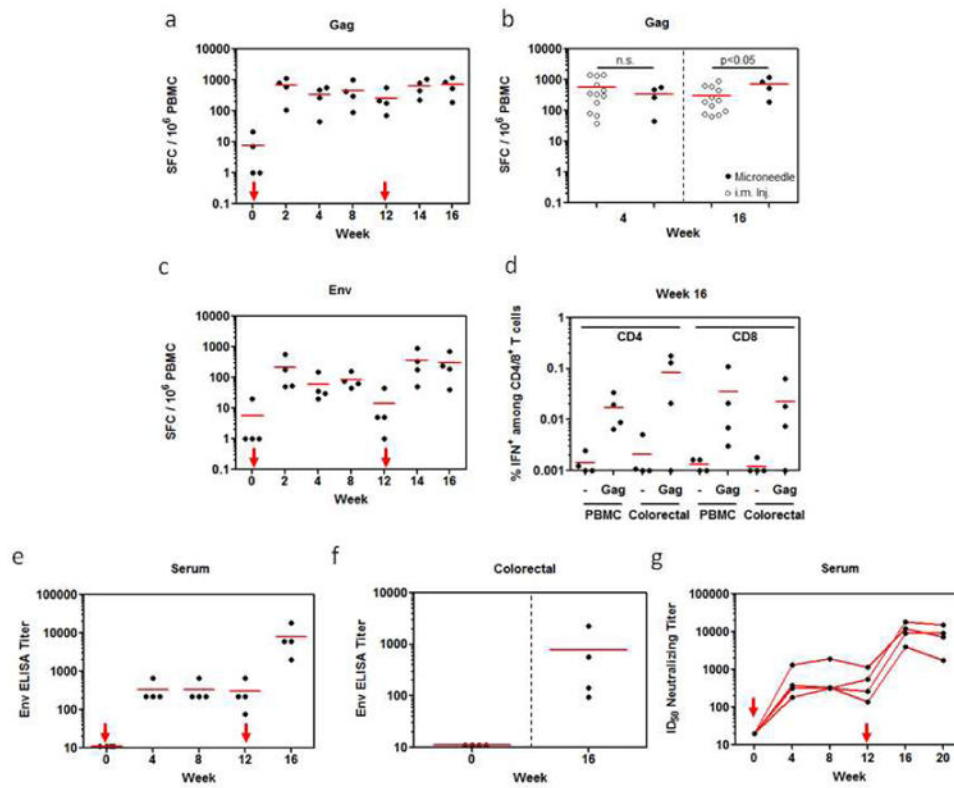 a
Gag
SFC / 10⁶ PBMC
10000
1000
100
10
1
0.1
0 2 4 8 12 14 16
Week
b
Gag
SFC / 10⁶ PBMC
10000
1000
100
10
1
0.1
n.s.
p<0.05
Microneedle
i.m. Inj.
4 16
Week
c
Env
SFC / 10⁶ PBMC
10000
1000
100
10
1
0.1
0 2 4 8 12 14 16
Week
d
Week 16
CD4 CD8
% IFN⁺ among CD4/8⁺ T cells
1
0.1
0.01
0.001
- Gag - Gag - Gag - Gag
PBMC Colorectal PBMC Colorectal
e
Serum
Env ELISA Titer
100000
10000
1000
100
10
0 4 8 12 16
Week
f
Colorectal
Env ELISA Titer
10000
1000
100
10
0 16
Week
g
Serum
ID₅₀ Neutralizing Titer
100000
10000
1000
100
10
0 4 8 12 16 20
Week